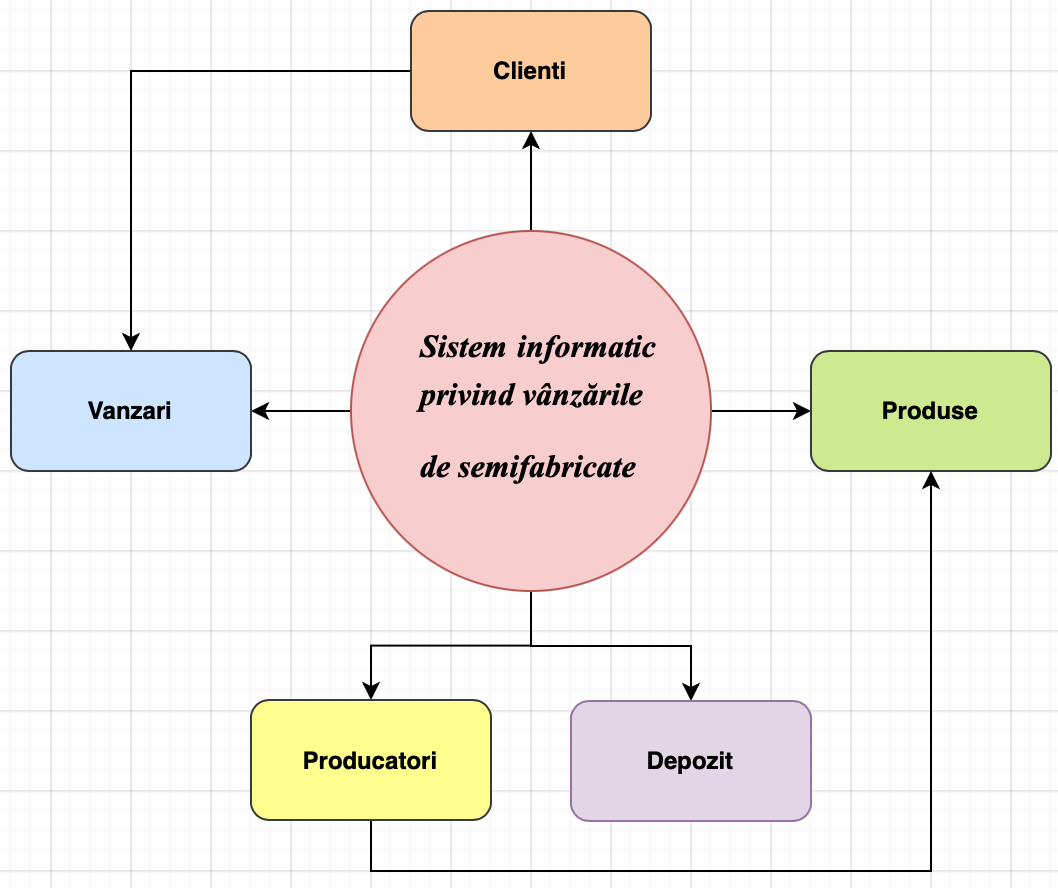 Clienti
Sistem informatic
privind vânzările
de semifabricate
Vanzari
Produse
Producatori
Depozit